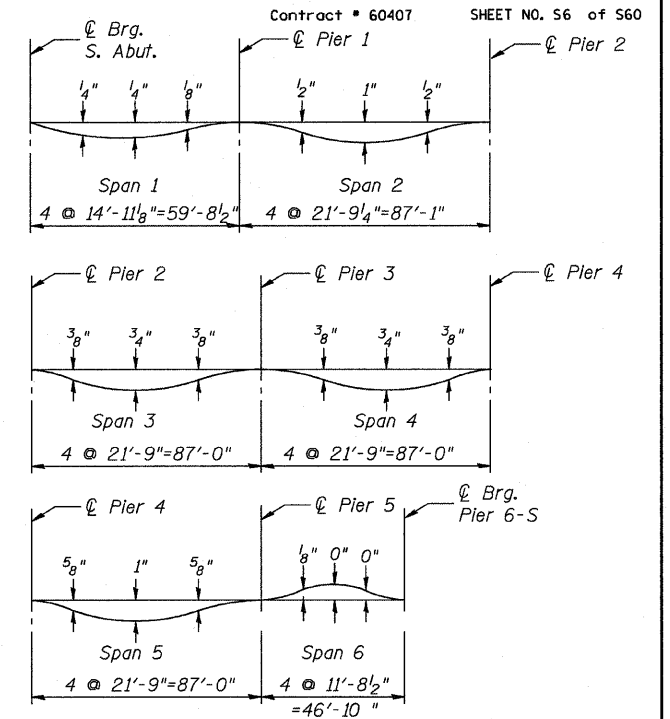 Contract * 60407 SHEET NO. S6 of S60
℄ Brg.
S. Abut.
℄ Pier 1
℄ Pier 2
1/4" 1/4" 1/8" 1/2" 1" 1/2"
Span 1 Span 2
4 @ 14'-11 1/8"=59'-8 1/2" 4 @ 21'-9 1/4"=87'-1"
℄ Pier 2 ℄ Pier 3 ℄ Pier 4
3/8" 3/4" 3/8" 3/8" 3/4" 3/8"
Span 3 Span 4
4 @ 21'-9"=87'-0" 4 @ 21'-9"=87'-0"
℄ Pier 4 ℄ Pier 5 ℄ Brg.
Pier 6-S
5/8" 1" 5/8" 1/8" 0" 0"
Span 5 Span 6
4 @ 21'-9"=87'-0" 4 @ 11'-8 1/2"
=46'-10 "